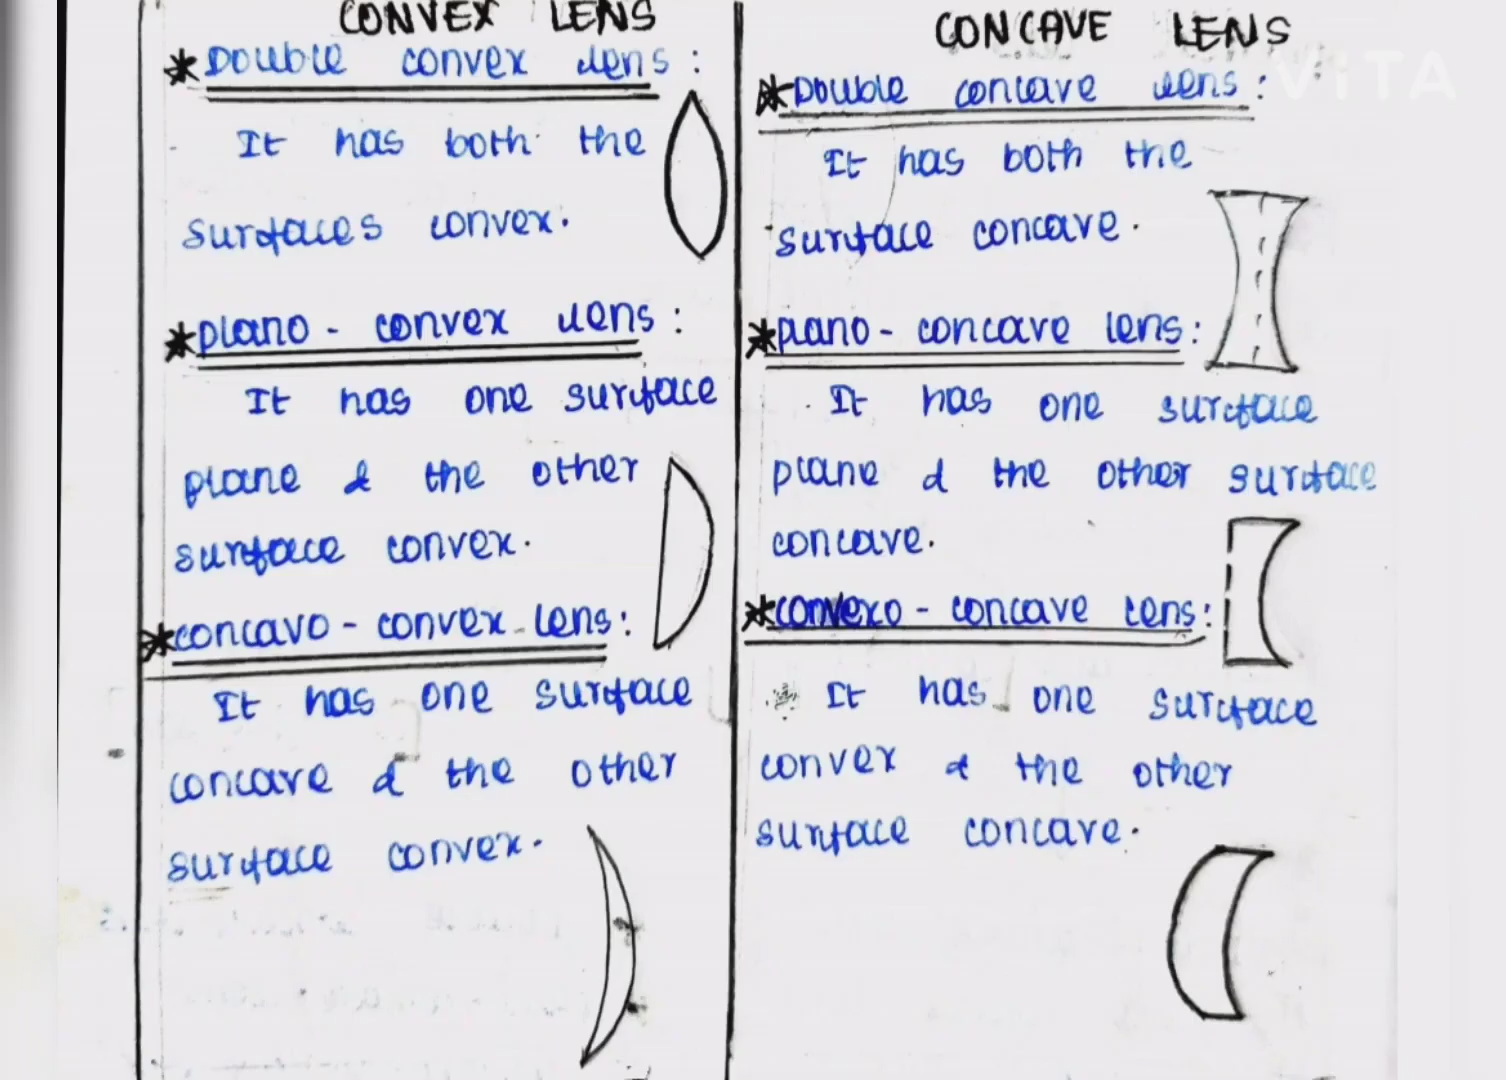 CONVEX LENS
*Double convex lens:
It has both the
surfaces convex.
*plano - convex lens:
It has one surface
plane & the other
surface convex.
*concavo - convex lens:
It has one surface
concave & the other
surface convex.
CONCAVE LENS
ViTA
*Double concave lens:
It has both the
surface concave.
*plano - concave lens:
It has one surface
plane & the other surface
concave.
*convexo - concave lens:
It has one surface
convex & the other
surface concave.